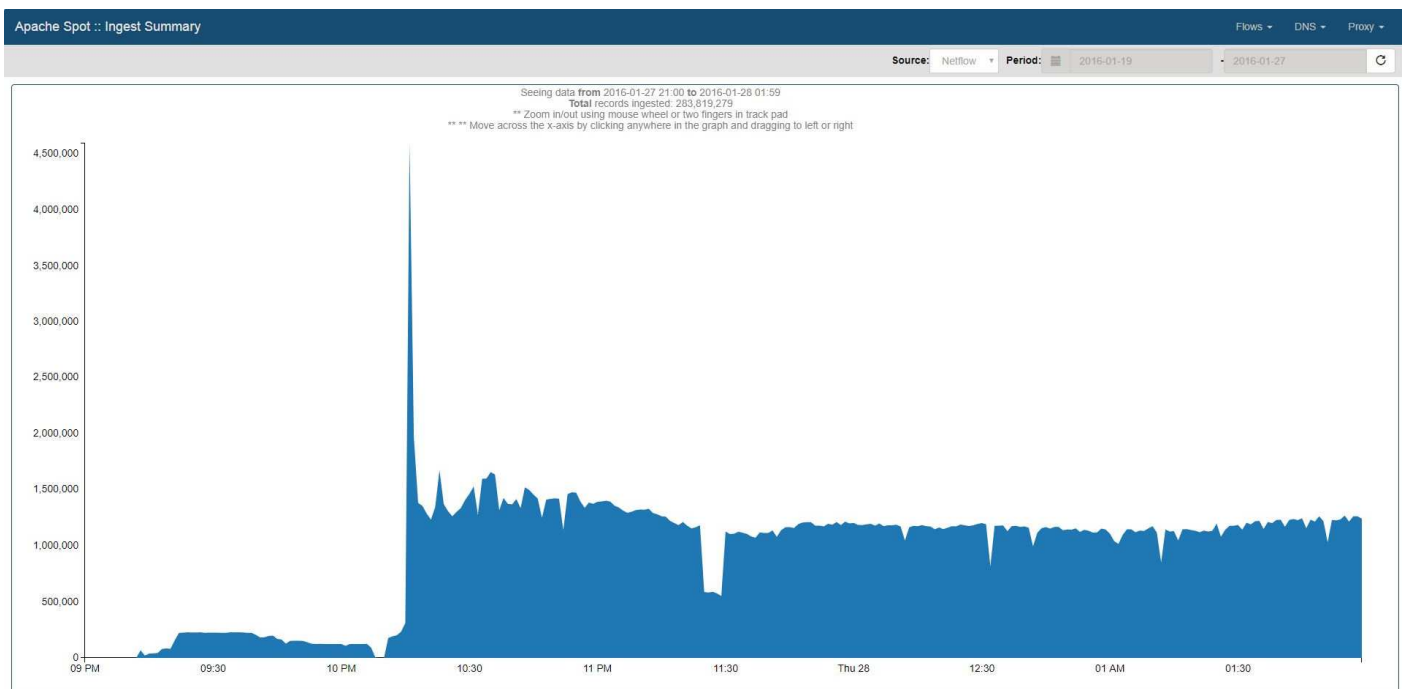 Apache Spot :: Ingest Summary Flows DNS Proxy
Source: Netflow Period: 2016-01-19 - 2016-01-27
Seeing data from 2016-01-27 21:00 to 2016-01-28 01:59
Total records ingested: 283,819,279
** Zoom in/out using mouse wheel or two fingers in track pad
** ** Move across the x-axis by clicking anywhere in the graph and dragging to left or right
4,500,000
4,000,000
3,500,000
3,000,000
2,500,000
2,000,000
1,500,000
1,000,000
500,000
0
09 PM 09:30 10 PM 10:30 11 PM 11:30 Thu 28 12:30 01 AM 01:30